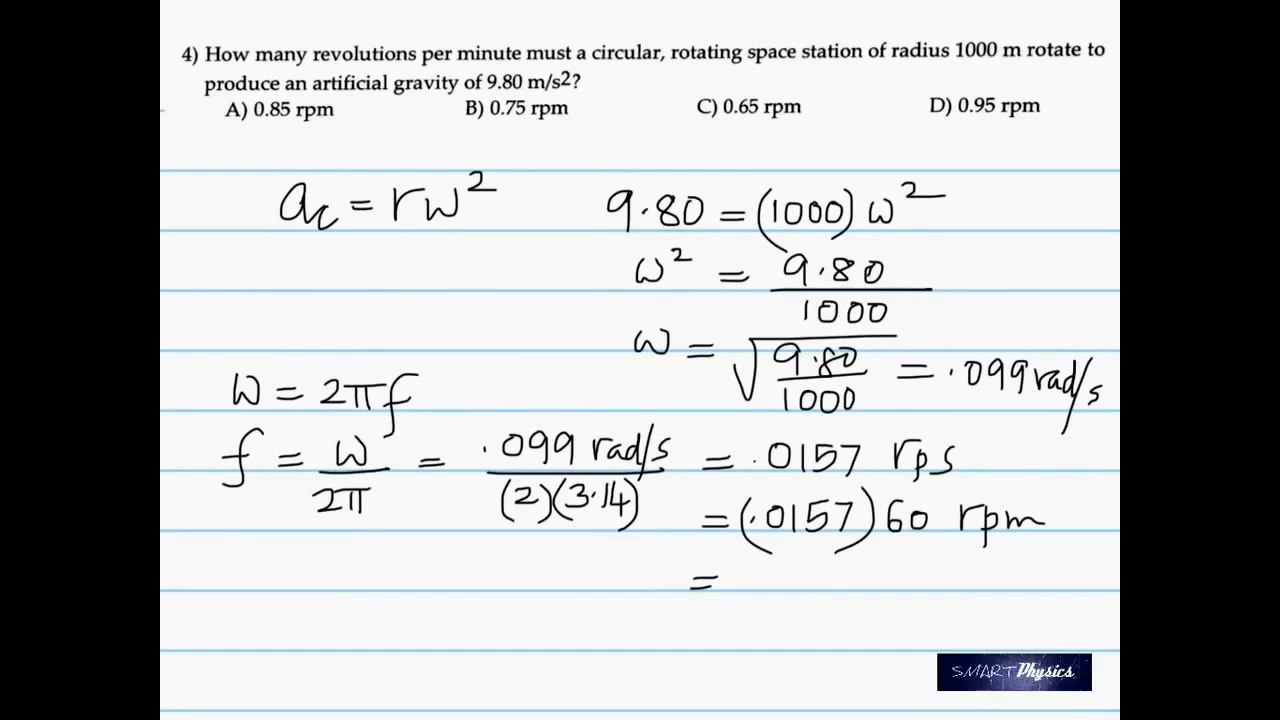 4) How many revolutions per minute must a circular, rotating space station of radius 1000 m rotate to
produce an artificial gravity of 9.80 m/s2?
A) 0.85 rpm B) 0.75 rpm C) 0.65 rpm D) 0.95 rpm
ac = rω² 9.80 = (1000) ω²
ω² = 9.80 / 1000
ω = √(9.80 / 1000) = .099 rad/s
ω = 2πf
f = ω / 2π = .099 rad/s / (2)(3.14) = .0157 rps
= (.0157) 60 rpm
=
SMART Physics